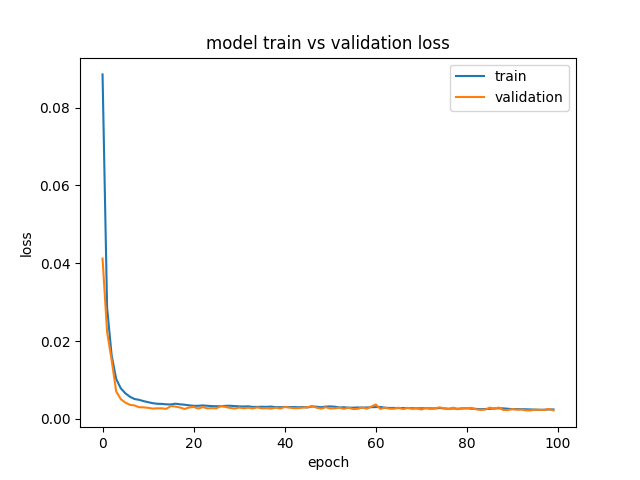 model train vs validation loss
train
validation
0.08
0.06
0.04
0.02
0.00
loss
0 20 40 60 80 100
epoch